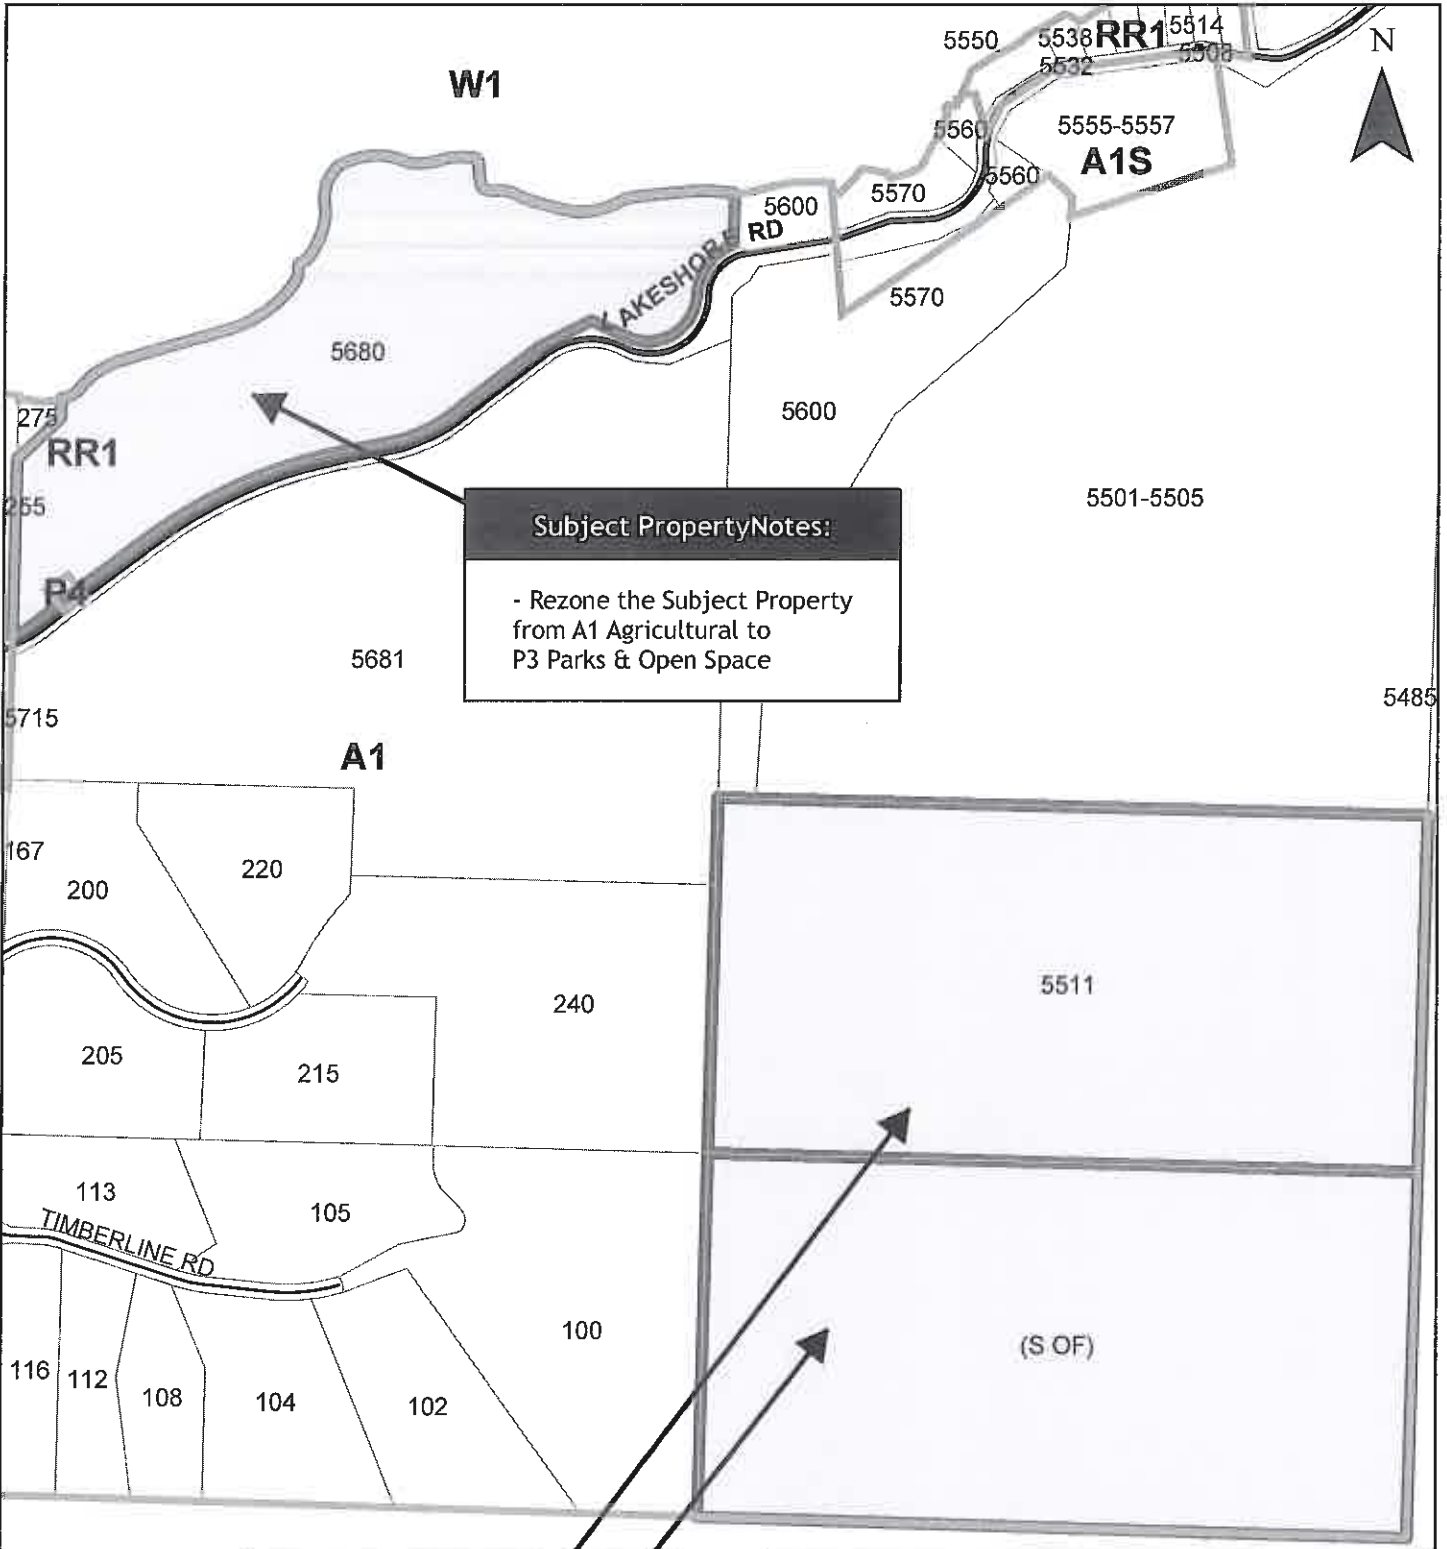 5550
5538
RR1
5514
N
5532
5508
W1
5560
5555-5557
A1S
5560
5570
5600
LAKESHORE RD
5570
5680
5600
275
RR1
5501-5505
265
Subject PropertyNotes:
P4
- Rezone the Subject Property
from A1 Agricultural to
P3 Parks & Open Space
5681
5485
5715
A1
167
220
200
5511
240
205
215
113
105
TIMBERLINE RD
100
(S OF)
116
112
108
104
102